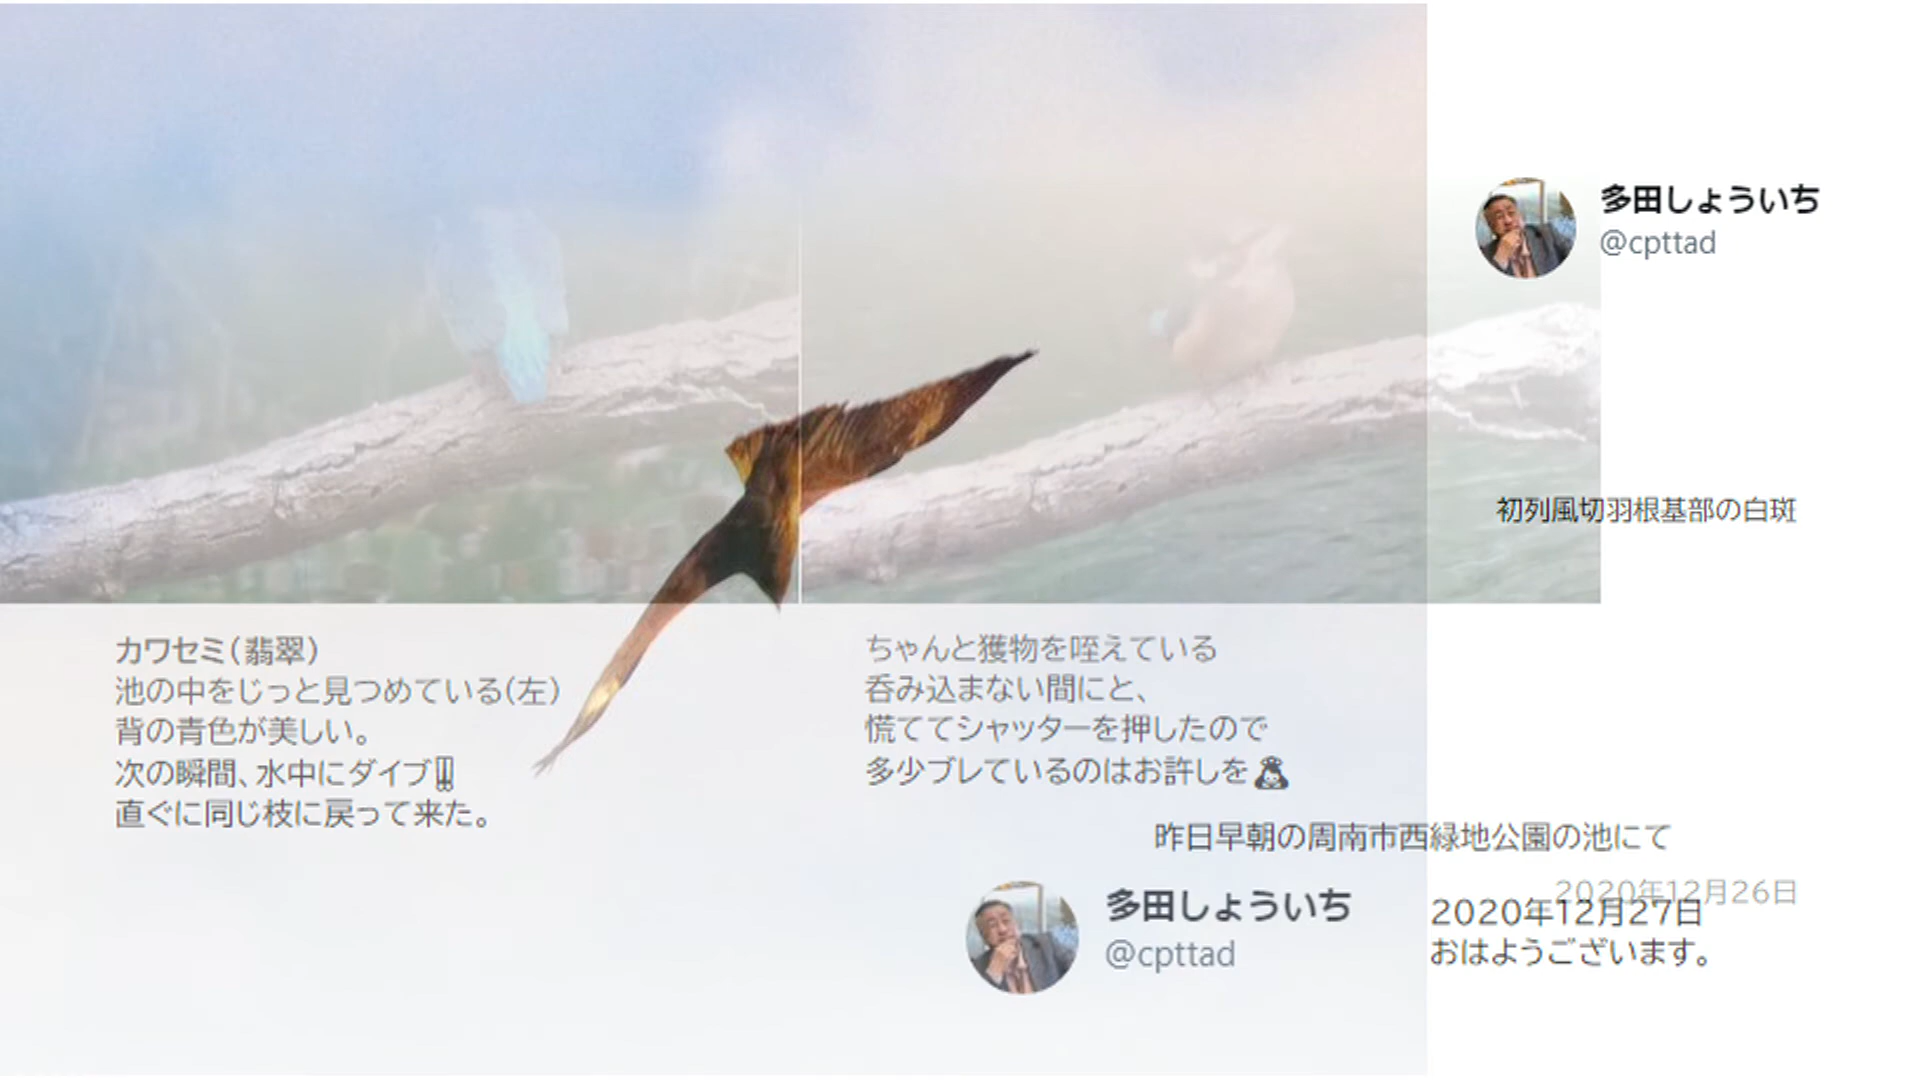 多田しょういち
@cpttad
初列風切羽根基部の白斑
カワセミ(翡翠)
池の中をじっと見つめている(左)
背の青色が美しい。
次の瞬間、水中にダイブ‼
直ぐに同じ枝に戻って来た。
ちゃんと獲物を咥えている
呑み込まない間にと、
慌ててシャッターを押したので
多少ブレているのはお許しを🙇
昨日早朝の周南市西緑地公園の池にて
2020年12月26日
多田しょういち
@cpttad
2020年12月27日
おはようございます。